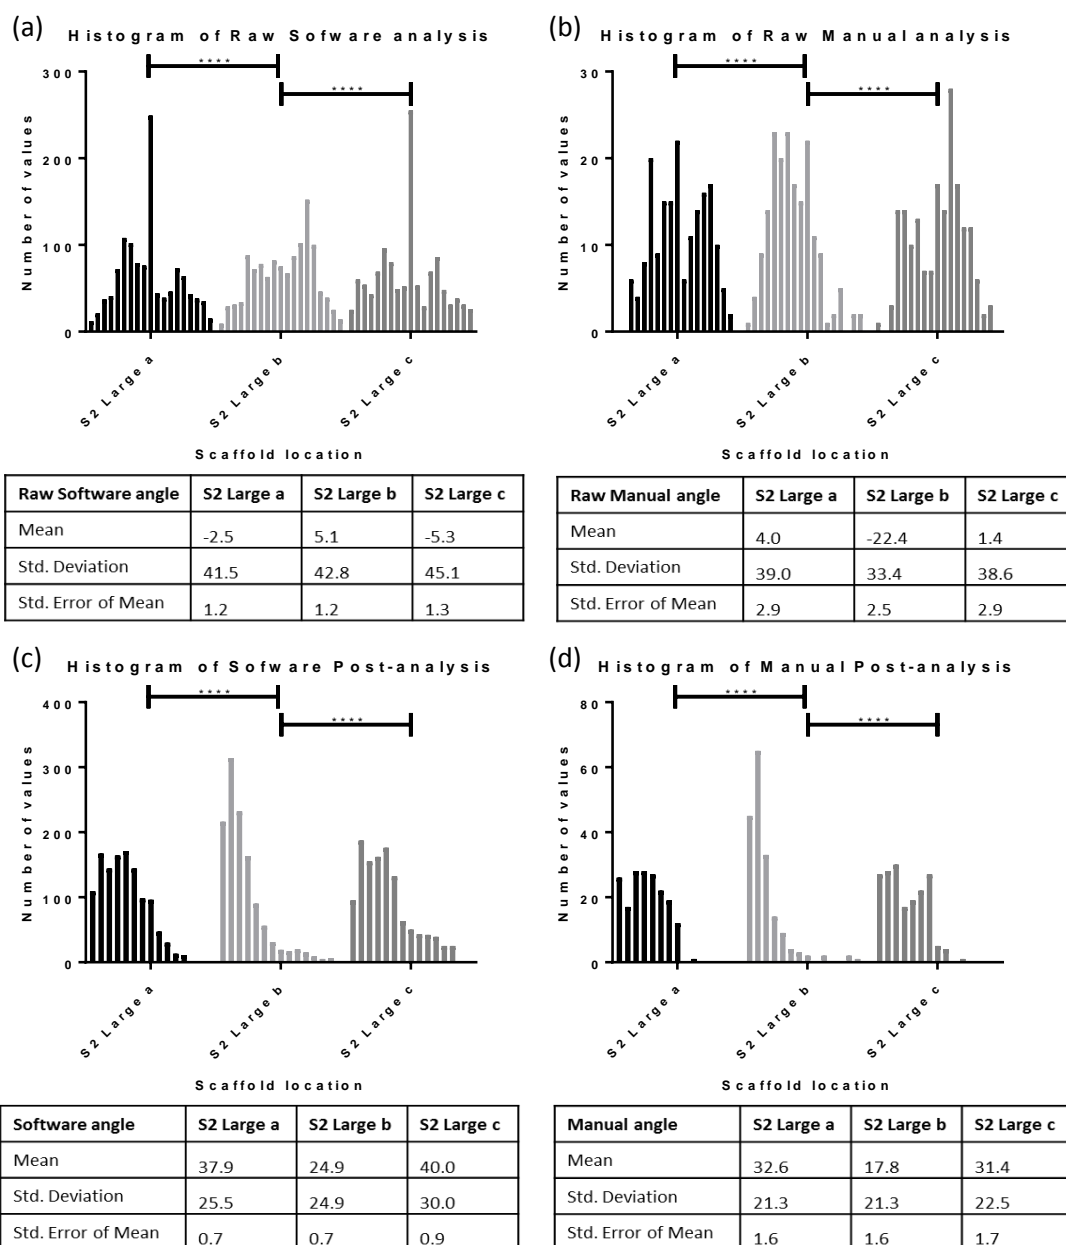 (a) Histogram of Raw Sofware analysis
****
****
Number of values
300
200
100
0
S2 Large a
S2 Large b
S2 Large c
Scaffold location
Raw Software angle S2 Large a S2 Large b S2 Large c
Mean -2.5 5.1 -5.3
Std. Deviation 41.5 42.8 45.1
Std. Error of Mean 1.2 1.2 1.3
(b) Histogram of Raw Manual analysis
****
****
Number of values
30
20
10
0
S2 Large a
S2 Large b
S2 Large c
Scaffold location
Raw Manual angle S2 Large a S2 Large b S2 Large c
Mean 4.0 -22.4 1.4
Std. Deviation 39.0 33.4 38.6
Std. Error of Mean 2.9 2.5 2.9
(c) Histogram of Sofware Post-analysis
****
****
Number of values
400
300
200
100
0
S2 Large a
S2 Large b
S2 Large c
Scaffold location
Software angle S2 Large a S2 Large b S2 Large c
Mean 37.9 24.9 40.0
Std. Deviation 25.5 24.9 30.0
Std. Error of Mean 0.7 0.7 0.9
(d) Histogram of Manual Post-analysis
****
****
Number of values
80
60
40
20
0
S2 Large a
S2 Large b
S2 Large c
Scaffold location
Manual angle S2 Large a S2 Large b S2 Large c
Mean 32.6 17.8 31.4
Std. Deviation 21.3 21.3 22.5
Std. Error of Mean 1.6 1.6 1.7